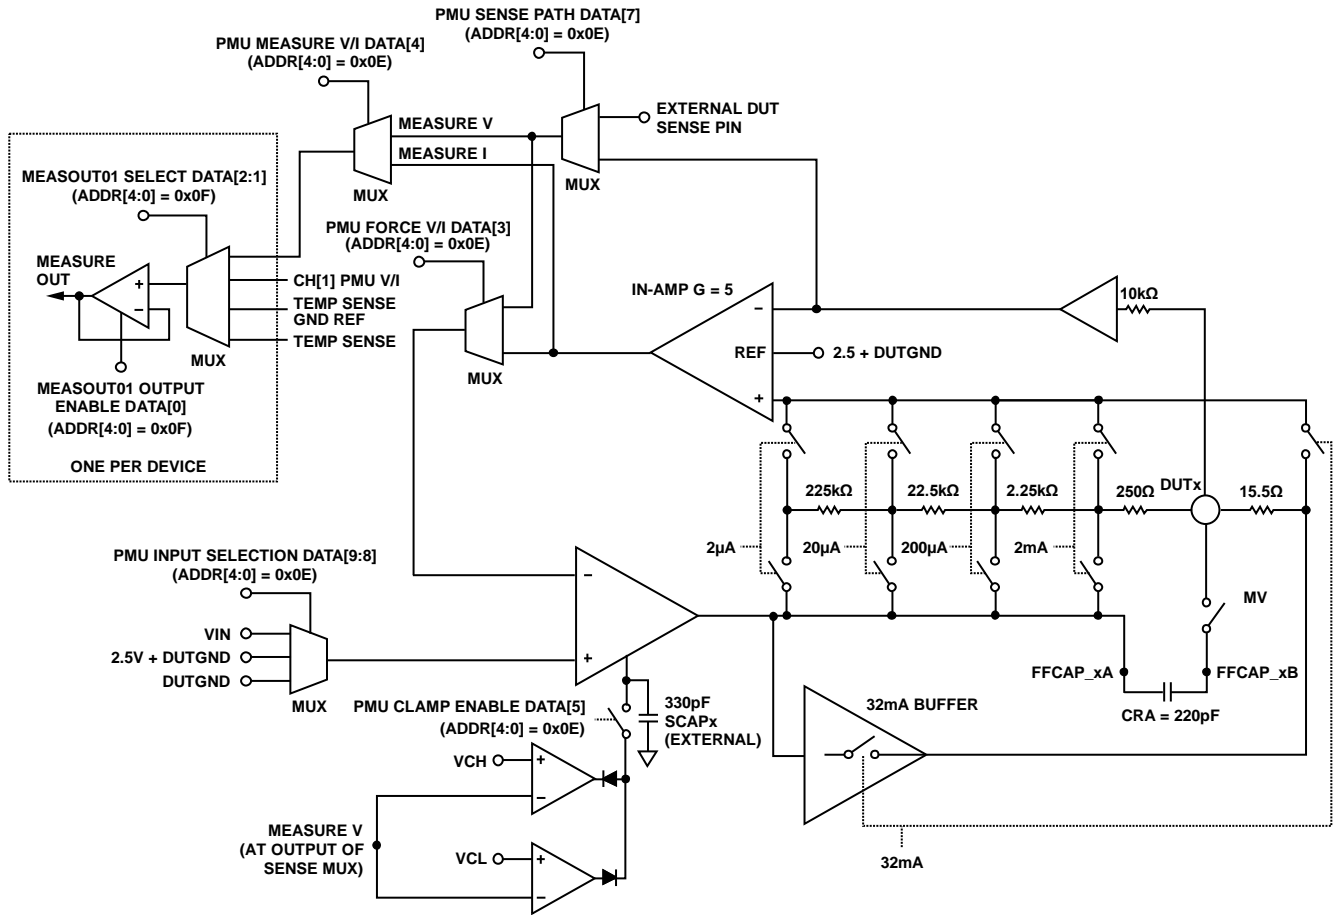 PMU SENSE PATH DATA[7]
(ADDR[4:0] = 0x0E)
PMU MEASURE V/I DATA[4]
(ADDR[4:0] = 0x0E)
EXTERNAL DUT
SENSE PIN
MEASURE V
MEASURE I
MUX
MUX
MEASOUT01 SELECT DATA[2:1]
(ADDR[4:0] = 0x0F)
PMU FORCE V/I DATA[3]
(ADDR[4:0] = 0x0E)
MEASURE
OUT
+
−
CH[1] PMU V/I
TEMP SENSE
GND REF
TEMP SENSE
MUX
MEASOUT01 OUTPUT
ENABLE DATA[0]
(ADDR[4:0] = 0x0F)
ONE PER DEVICE
MUX
IN-AMP G = 5
−
REF
+
2.5 + DUTGND
10kΩ
225kΩ
22.5kΩ
2.25kΩ
250Ω
DUTx
15.5Ω
2µA
20µA
200µA
2mA
MV
PMU INPUT SELECTION DATA[9:8]
(ADDR[4:0] = 0x0E)
VIN
2.5V + DUTGND
DUTGND
MUX
−
+
FFCAP_xA
FFCAP_xB
CRA = 220pF
PMU CLAMP ENABLE DATA[5]
(ADDR[4:0] = 0x0E)
330pF
SCAPx
(EXTERNAL)
32mA BUFFER
VCH
+
−
MEASURE V
(AT OUTPUT OF
SENSE MUX)
VCL
+
−
32mA